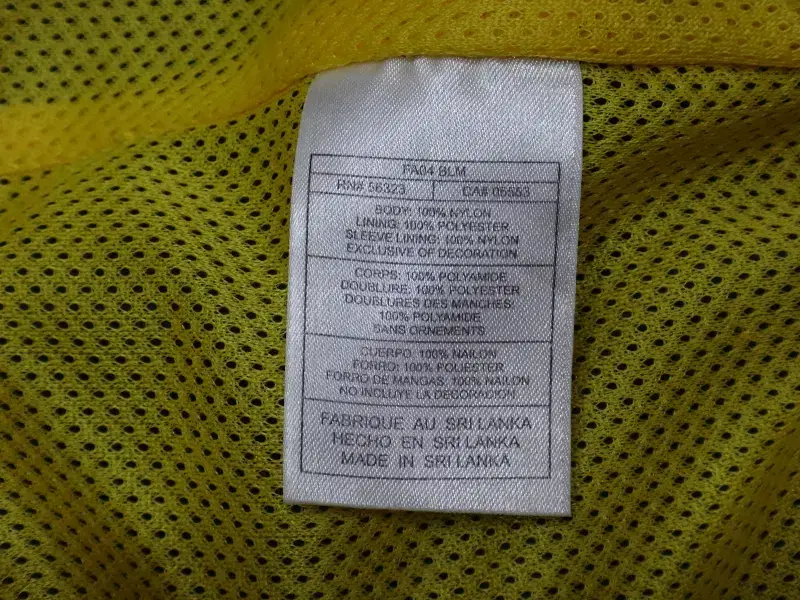 FA04 BLM
RN# 56323 CA# 05553
BODY: 100% NYLON
LINING: 100% POLYESTER
SLEEVE LINING: 100% NYLON
EXCLUSIVE OF DECORATION
CORPS: 100% POLYAMIDE
DOUBLURE: 100% POLYESTER
DOUBLURES DES MANCHES:
100% POLYAMIDE
SANS ORNEMENTS
CUERPO: 100% NAILON
FORRO: 100% POLIESTER
FORRO DE MANGAS: 100% NAILON
NO INCLUYE LA DECORACION
FABRIQUE AU SRI LANKA
HECHO EN SRI LANKA
MADE IN SRI LANKA